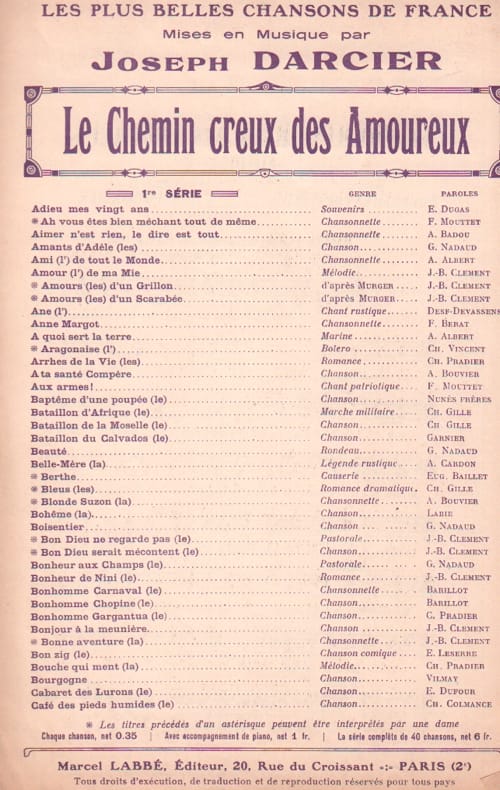 LES PLUS BELLES CHANSONS DE FRANCE
Mises en Musique par
JOSEPH DARCIER
Le Chemin creux des Amoureux
1re SÉRIE GENRE PAROLES
Adieu mes vingt ans Souvenirs E. DUGAS
※ Ah vous êtes bien méchant tout de même Chansonnette F. MOUTTET
Aimer n'est rien, le dire est tout Chansonnette A. BADOU
Amants d'Adèle (les) Chanson G. NADAUD
Ami (l') de tout le Monde Chansonnette A. ALBERT
Amour (l') de ma Mie Mélodie J.-B. CLEMENT
※ Amours (les) d'un Grillon d'après MURGER J.-B. CLEMENT
※ Amours (les) d'un Scarabée d'après MURGER J.-B. CLEMENT
Ane (l') Chant rustique DESF-DEVASSENS
Anne Margot Chansonnette F. BERAT
A quoi sert la terre Marine A. ALBERT
※ Aragonaise (l') Bolero CH. VINCENT
Arrhes de la Vie (les) Romance CH. PRADIER
A ta santé Compère Chanson A. BOUVIER
Aux armes! Chant patriotique F. MOUTTET
Baptême d'une poupée (le) Chanson NUNÈS FRÈRES
Bataillon d'Afrique (le) Marche militaire CH. GILLE
Bataillon de la Moselle (le) Chanson CH. GILLE
Bataillon du Calvados (le) Chanson GARNIER
Beauté Rondeau G. NADAUD
Belle-Mère (la) Légende rustique A. CARDON
※ Berthe Causerie EUG. BAILLET
※ Bleus (les) Romance dramatique CH. GILLE
※ Blonde Suzon (la) Chansonnette A. BOUVIER
Bohême (la) Chanson LABIE
Boisentier Chanson G. NADAUD
※ Bon Dieu ne regarde pas (le) Pastorale J.-B. CLEMENT
※ Bon Dieu serait mécontent (le) Chanson J.-B. CLEMENT
Bonheur aux Champs (le) Pastorale G. NADAUD
Bonheur de Nini (le) Romance J.-B. CLEMENT
Bonhomme Carnaval (le) Chansonnette BARILLOT
Bonhomme Chopine (le) Chanson BARILLOT
Bonhomme Gargantua (le) Chanson C. PRADIER
Bonjour à la meunière Chanson J.-B. CLEMENT
※ Bonne aventure (la) Chansonnette J.-B. CLEMENT
Bon zig (le) Chanson comique E. LESERRE
Bouche qui ment (la) Mélodie CH. PRADIER
Bourgogne Chanson VILMAY
Cabaret des Lurons (le) Chanson E. DUFOUR
Café des pieds humides (le) Chanson CH. COLMANCE
※ Les titres précédés d'un astérisque peuvent être interprétés par une dame
Chaque chanson, net 0.35 | Avec accompagnement de piano, net 1 fr. | La série complète de 40 chansons, net 6 fr.
Marcel LABBÉ, Éditeur, 20, Rue du Croissant -:- PARIS (2e)
Tous droits d'exécution, de traduction et de reproduction réservés pour tous pays